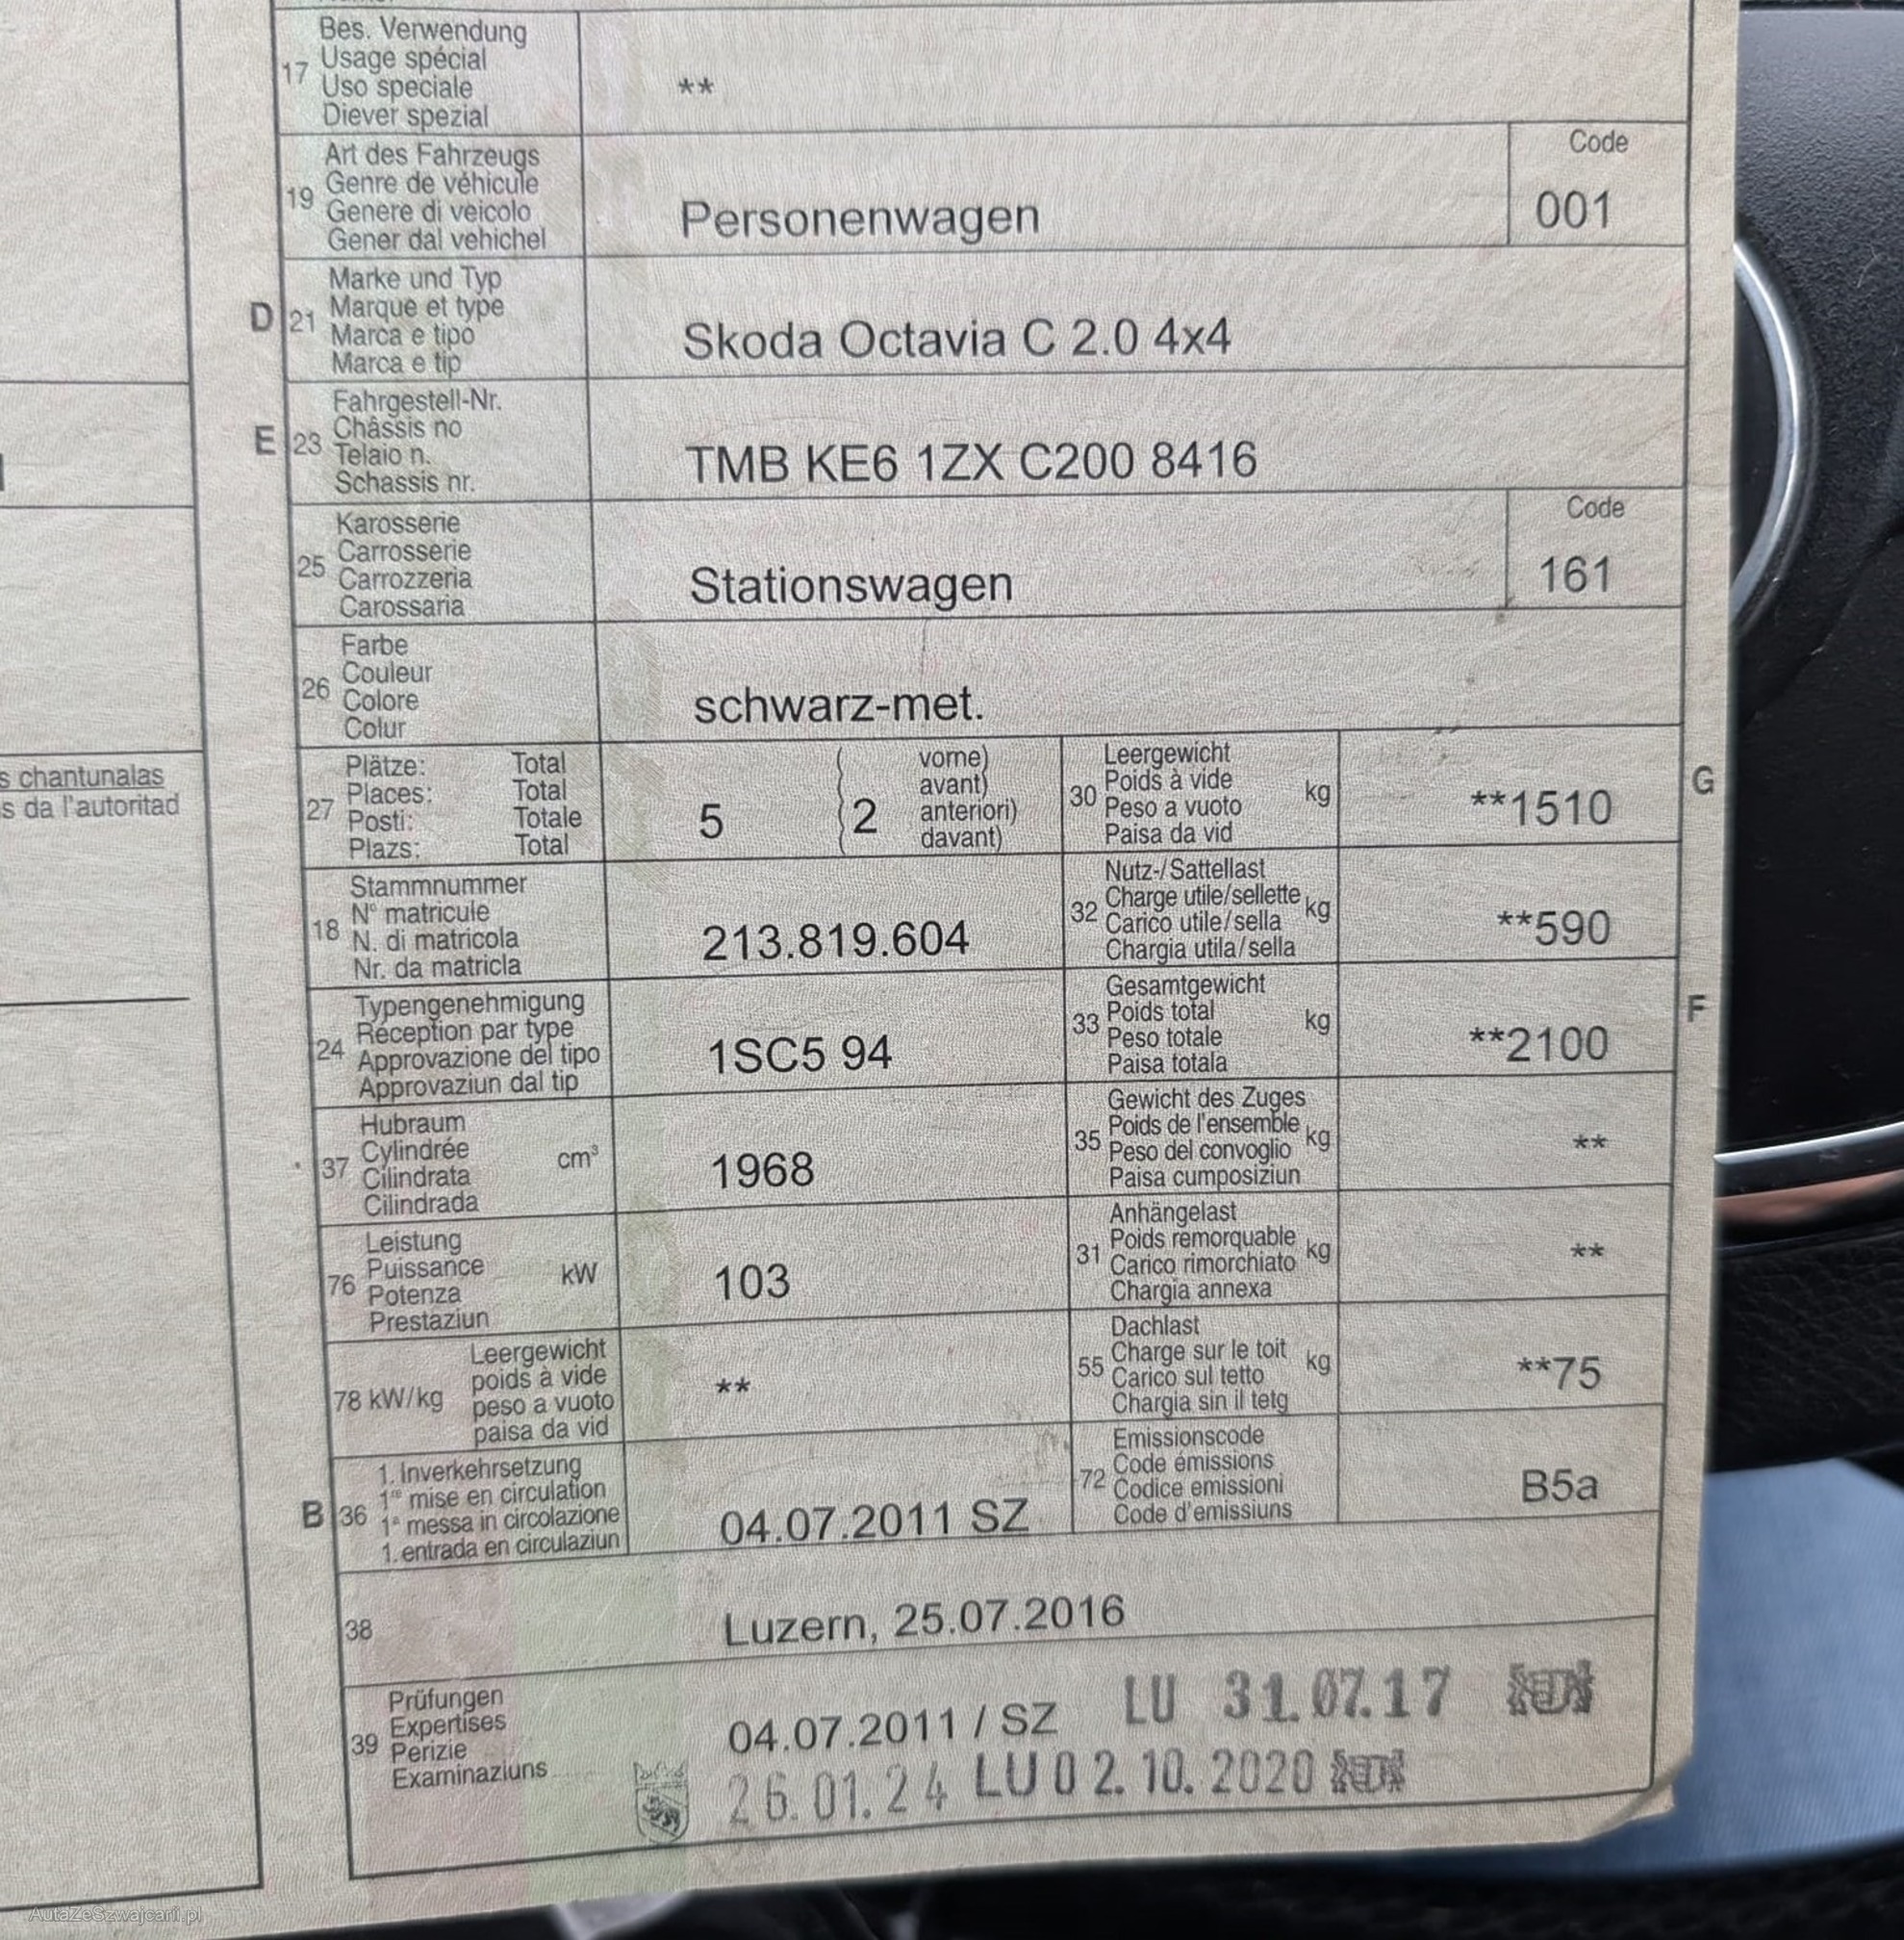 Bes. Verwendung
17 Usage spécial
Uso speciale
Diever spezial
**
Art des Fahrzeugs
19 Genre de véhicule
Genere di veicolo
Gener dal vehichel
Personenwagen
Code
001
Marke und Typ
D 21 Marque et type
Marca e tipo
Marca e tip
Skoda Octavia C 2.0 4x4
Fahrgestell-Nr.
E 23 Châssis no
Telaio n.
Schassis nr.
TMB KE6 1ZX C200 8416
Karosserie
25 Carrosserie
Carrozzeria
Carossaria
Stationswagen
Code
161
Farbe
26 Couleur
Colore
Colur
schwarz-met.
s chantunalas
s da l'autoritad
Plätze: Total
27 Places: Total
Posti: Totale
Plazs: Total
5 ( 2 vorne)
avant)
anteriori)
davant)
Leergewicht
30 Poids à vide kg
Peso a vuoto
Paisa da vid
**1510
G
Stammnummer
18 N° matricule
N. di matricola
Nr. da matricla
213.819.604
Nutz-/Sattellast
32 Charge utile/sellette kg
Carico utile/sella
Chargia utila/sella
**590
Typengenehmigung
24 Réception par type
Approvazione del tipo
Approvaziun dal tip
1SC5 94
Gesamtgewicht
33 Poids total kg
Peso totale
Paisa totala
**2100
F
Hubraum
37 Cylindrée cm³
Cilindrata
Cilindrada
1968
Gewicht des Zuges
35 Poids de l'ensemble kg
Peso del convoglio
Paisa cumposiziun
**
Leistung
76 Puissance kW
Potenza
Prestaziun
103
Anhängelast
31 Poids remorquable kg
Carico rimorchiato
Chargia annexa
**
Leergewicht
78 kW/kg poids à vide
peso a vuoto
paisa da vid
**
Dachlast
55 Charge sur le toit kg
Carico sul tetto
Chargia sin il tetg
**75
1. Inverkehrsetzung
B 36 1re mise en circulation
1a messa in circolazione
1. entrada en circulaziun
04.07.2011 SZ
Emissionscode
72 Code émissions
Codice emissioni
Code d'emissiuns
B5a
38
Luzern, 25.07.2016
Prüfungen
39 Expertises
Perizie
Examinaziuns
04.07.2011 / SZ LU 31.07.17
26.01.24 LU 02.10.2020
AutaZeSzwajcarii.pl